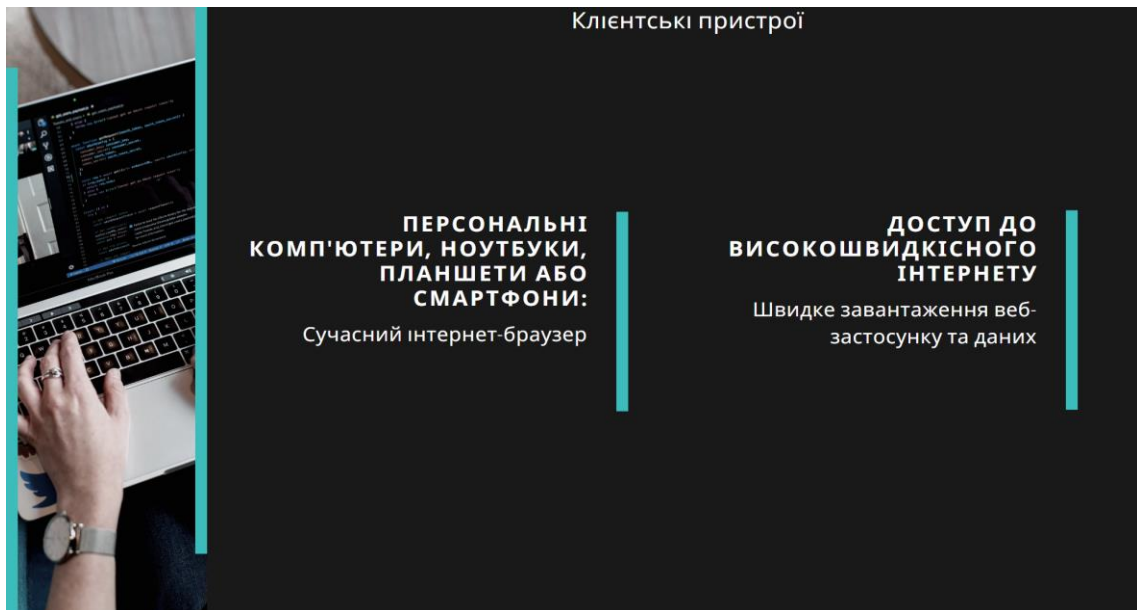 Клієнтські пристрої
ПЕРСОНАЛЬНІ
КОМП'ЮТЕРИ, НОУТБУКИ,
ПЛАНШЕТИ АБО
СМАРТФОНИ:
Сучасний інтернет-браузер
ДОСТУП ДО
ВИСОКОШВИДКІСНОГО
ІНТЕРНЕТУ
Швидке завантаження веб-
застосунку та даних